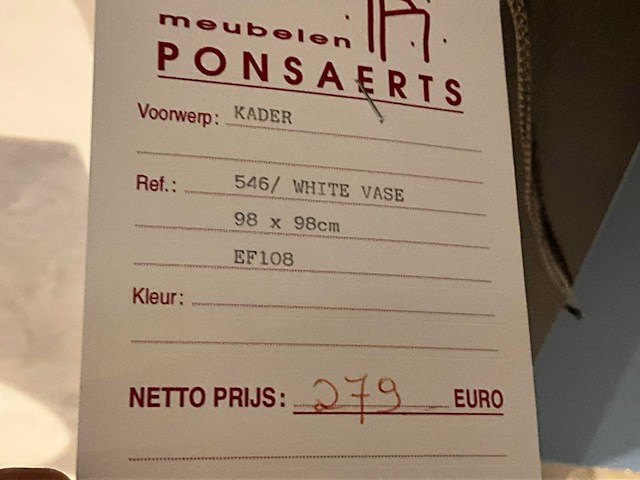 meubelen
PONSAERTS
Voorwerp: KADER
Ref.: 546/ WHITE VASE
98 x 98cm
EF108
Kleur:
NETTO PRIJS: 279 EURO